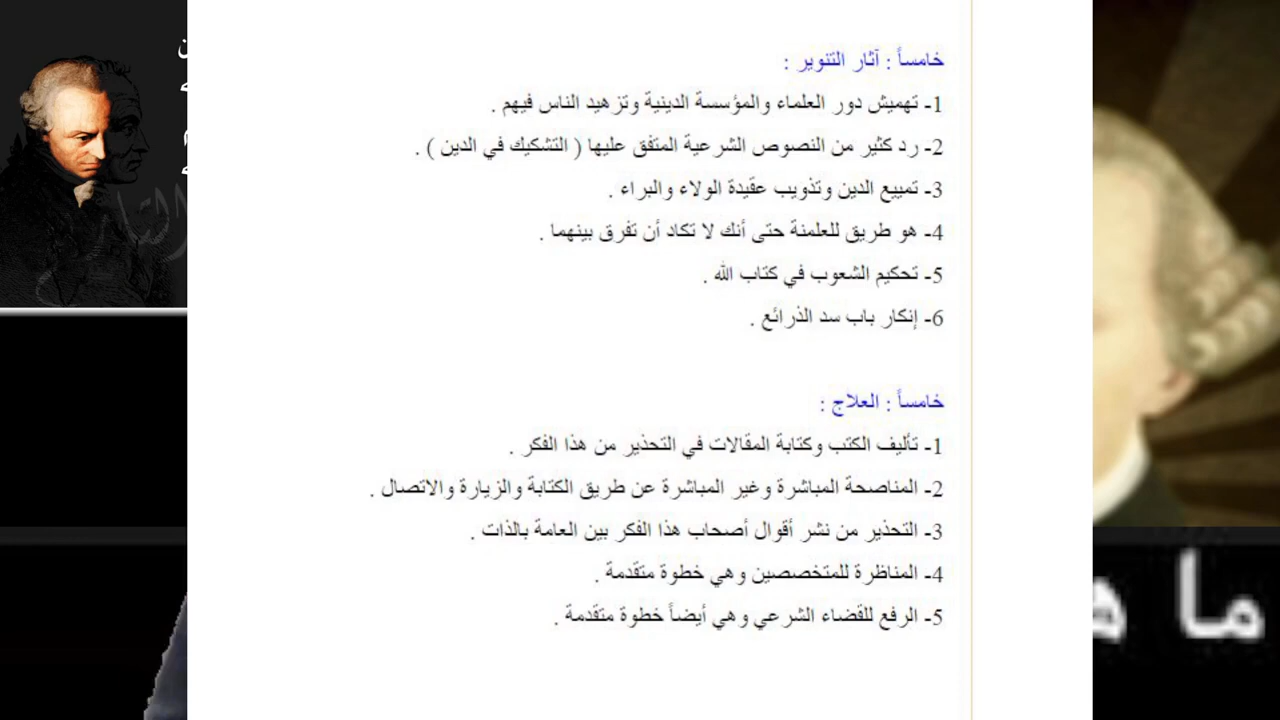 خامساً : آثار التنوير :
1- تهميش دور العلماء والمؤسسة الدينية وتزهيد الناس فيهم .
2- رد كثير من النصوص الشرعية المتفق عليها ( التشكيك في الدين ) .
3- تمييع الدين وتذويب عقيدة الولاء والبراء .
4- هو طريق للعلمنة حتى أنك لا تكاد أن تفرق بينهما .
5- تحكيم الشعوب في كتاب الله .
6- إنكار باب سد الذرائع .
خامساً : العلاج :
1- تأليف الكتب وكتابة المقالات في التحذير من هذا الفكر .
2- المناصحة المباشرة وغير المباشرة عن طريق الكتابة والزيارة والاتصال .
3- التحذير من نشر أقوال أصحاب هذا الفكر بين العامة بالذات .
4- المناظرة للمتخصصين وهي خطوة متقدمة .
5- الرفع للقضاء الشرعي وهي أيضاً خطوة متقدمة .
ما